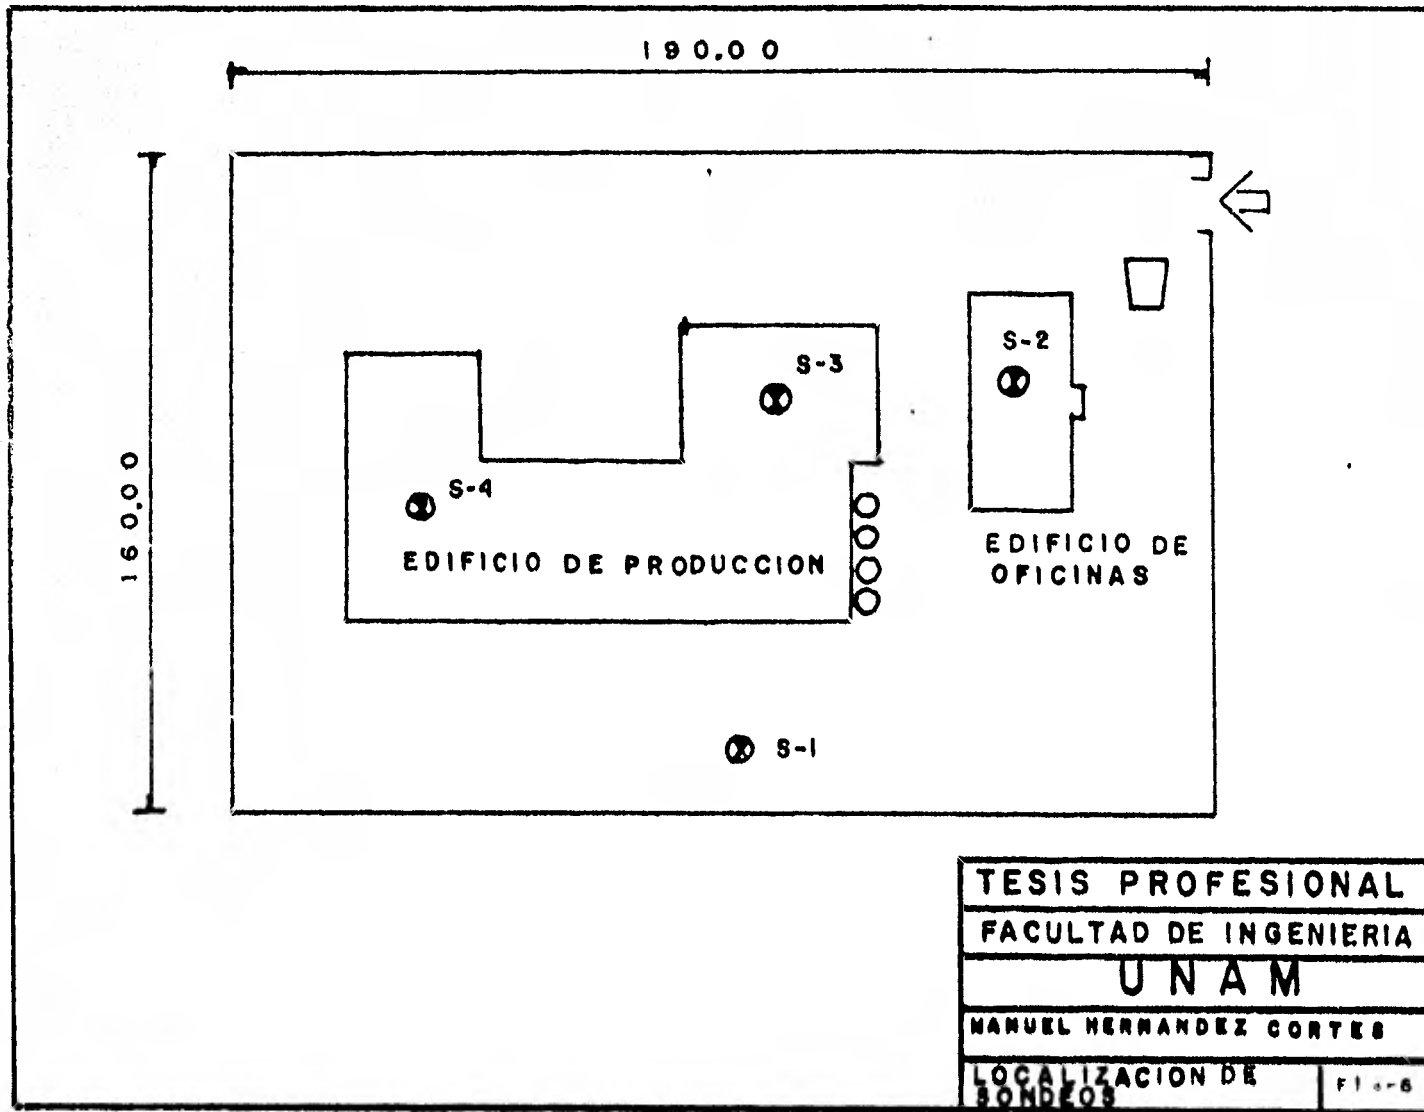 190.00
160.00
S-2
S-3
S-4
EDIFICIO DE PRODUCCION
EDIFICIO DE
OFICINAS
S-1
TESIS PROFESIONAL
FACULTAD DE INGENIERIA
UNAM
MANUEL HERNANDEZ CORTES
LOCALIZACION DE
SONDEOS